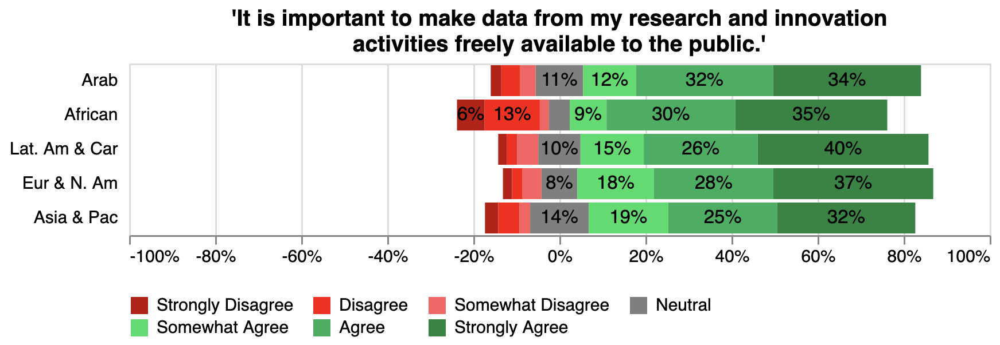 'It is important to make data from my research and innovation
activities freely available to the public.'
Arab 11% 12% 32% 34%
African 6% 13% 9% 30% 35%
Lat. Am & Car 10% 15% 26% 40%
Eur & N. Am 8% 18% 28% 37%
Asia & Pac 14% 19% 25% 32%
-100% -80% -60% -40% -20% 0% 20% 40% 60% 80% 100%
Strongly Disagree Disagree Somewhat Disagree Neutral
Somewhat Agree Agree Strongly Agree